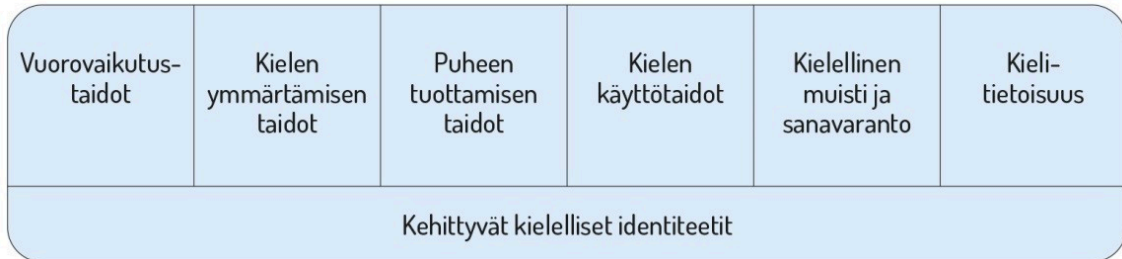 Vuorovaikutus-
taidot
Kielen
ymmärtämisen
taidot
Puheen
tuottamisen
taidot
Kielen
käyttötaidot
Kielellinen
muisti ja
sanavaranto
Kieli-
tietoisuus
Kehittyvät kielelliset identiteetit